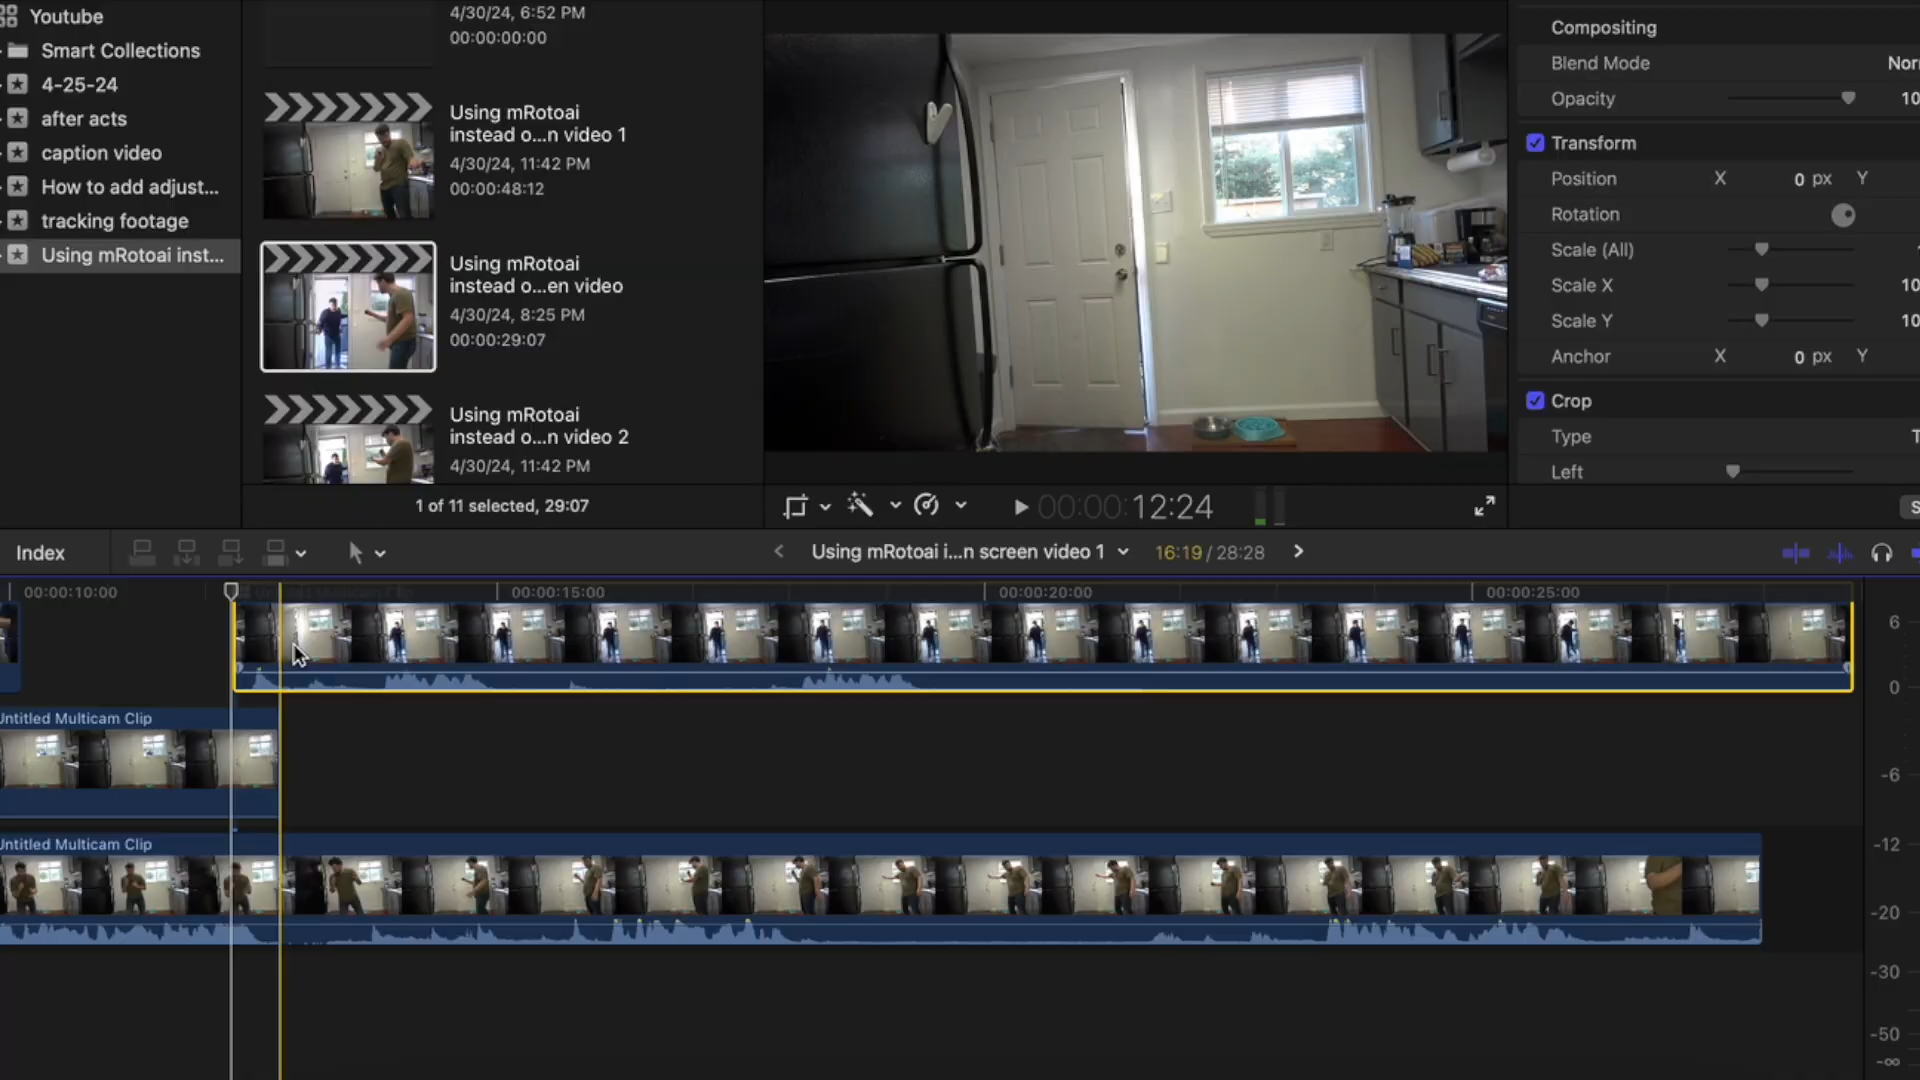 Youtube
Smart Collections
4-25-24
after acts
caption video
How to add adjust...
tracking footage
Using mRotoai inst...
4/30/24, 6:52 PM
00:00:00:00
Using mRotoai
instead o...n video 1
4/30/24, 11:42 PM
00:00:48:12
Using mRotoai
instead o...en video
4/30/24, 8:25 PM
00:00:29:07
Using mRotoai
instead o...n video 2
4/30/24, 11:42 PM
1 of 11 selected, 29:07
00:00:12:24
Compositing
Blend Mode
Nor
Opacity
10
Transform
Position X 0 px Y
Rotation
Scale (All)
Scale X 10
Scale Y 10
Anchor X 0 px Y
Crop
Type
Left
Index
Using mRotoai i...n screen video 1
16:19 / 28:28
00:00:10:00
00:00:15:00
00:00:20:00
00:00:25:00
Untitled Multicam Clip
Untitled Multicam Clip
6
0
-6
-12
-20
-30
-50
-∞